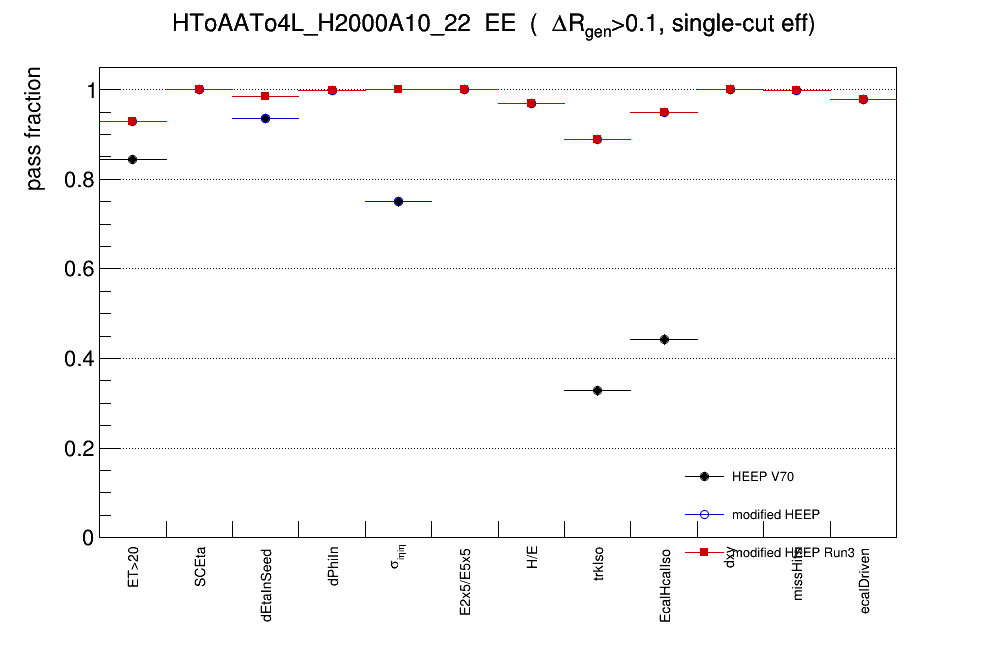 HToAATo4L_H2000A10_22 EE ( ΔRgen>0.1, single-cut eff)
pass fraction
1
0.8
0.6
0.4
0.2
0
HEEP V70
modified HEEP
modified HEEP Run3
ET>20
SCEta
dEtaInSeed
dPhiIn
σiηiη
E2x5/E5x5
H/E
trkIso
EcalHcalIso
dxy
missHits
ecalDriven